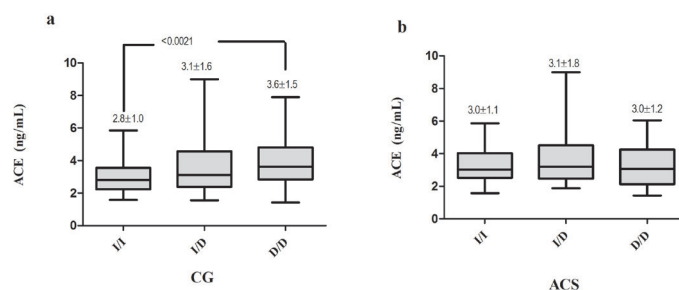 a
<0.0021
10
8
6
4
2
0
ACE (ng/mL)
2.8±1.0
3.1±1.6
3.6±1.5
I/I
I/D
D/D
CG
b
10
8
6
4
2
0
ACE (ng/mL)
3.0±1.1
3.1±1.8
3.0±1.2
I/I
I/D
D/D
ACS